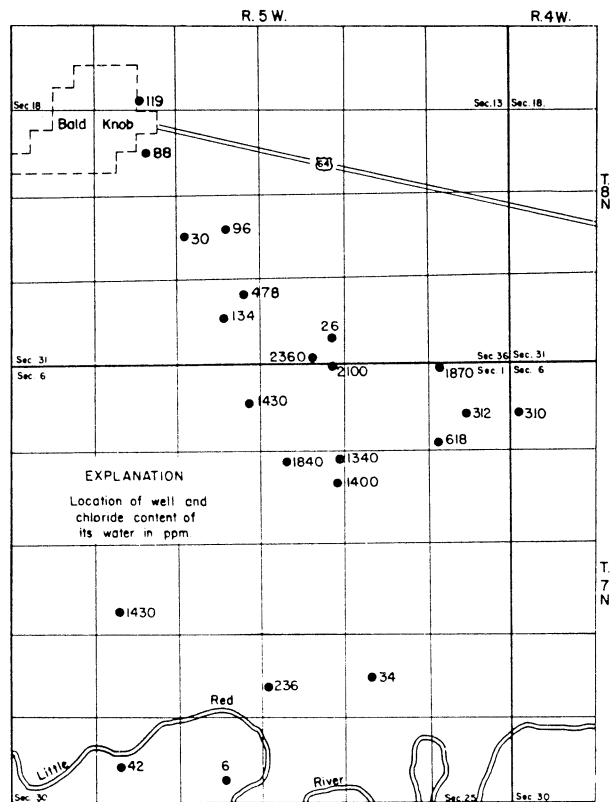 R. 5 W. R. 4 W.
119
Sec. 18 Sec. 13 Sec. 18.
Bald Knob
88
64
T. 8 N
96
30
478
134
26
2360
Sec. 31 Sec. 36 Sec. 31
Sec. 6 2100 1870 Sec. 1 Sec. 6
1430
312 310
618
1840 1340
1400
EXPLANATION
Location of well and
chloride content of
its water in ppm
T. 7 N
1430
34
236
Red
Little 42 6 River
Sec. 30 Sec. 25 Sec. 30